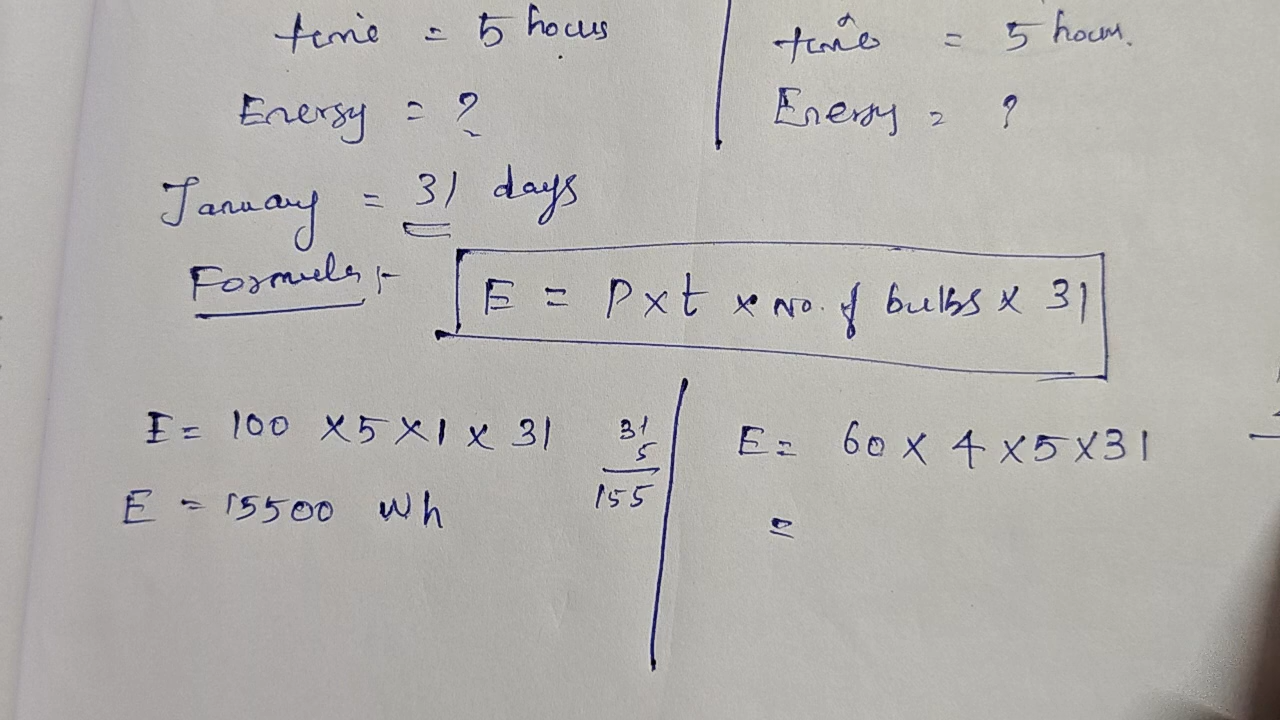 time = 5 hours
Energy = ?
time = 5 hours.
Energy = ?
January = 31 days
Formula :-
E = P x t x No. of bulbs x 31
E = 100 x 5 x 1 x 31
E = 15500 Wh
31
5
155
E = 60 x 4 x 5 x 31
=